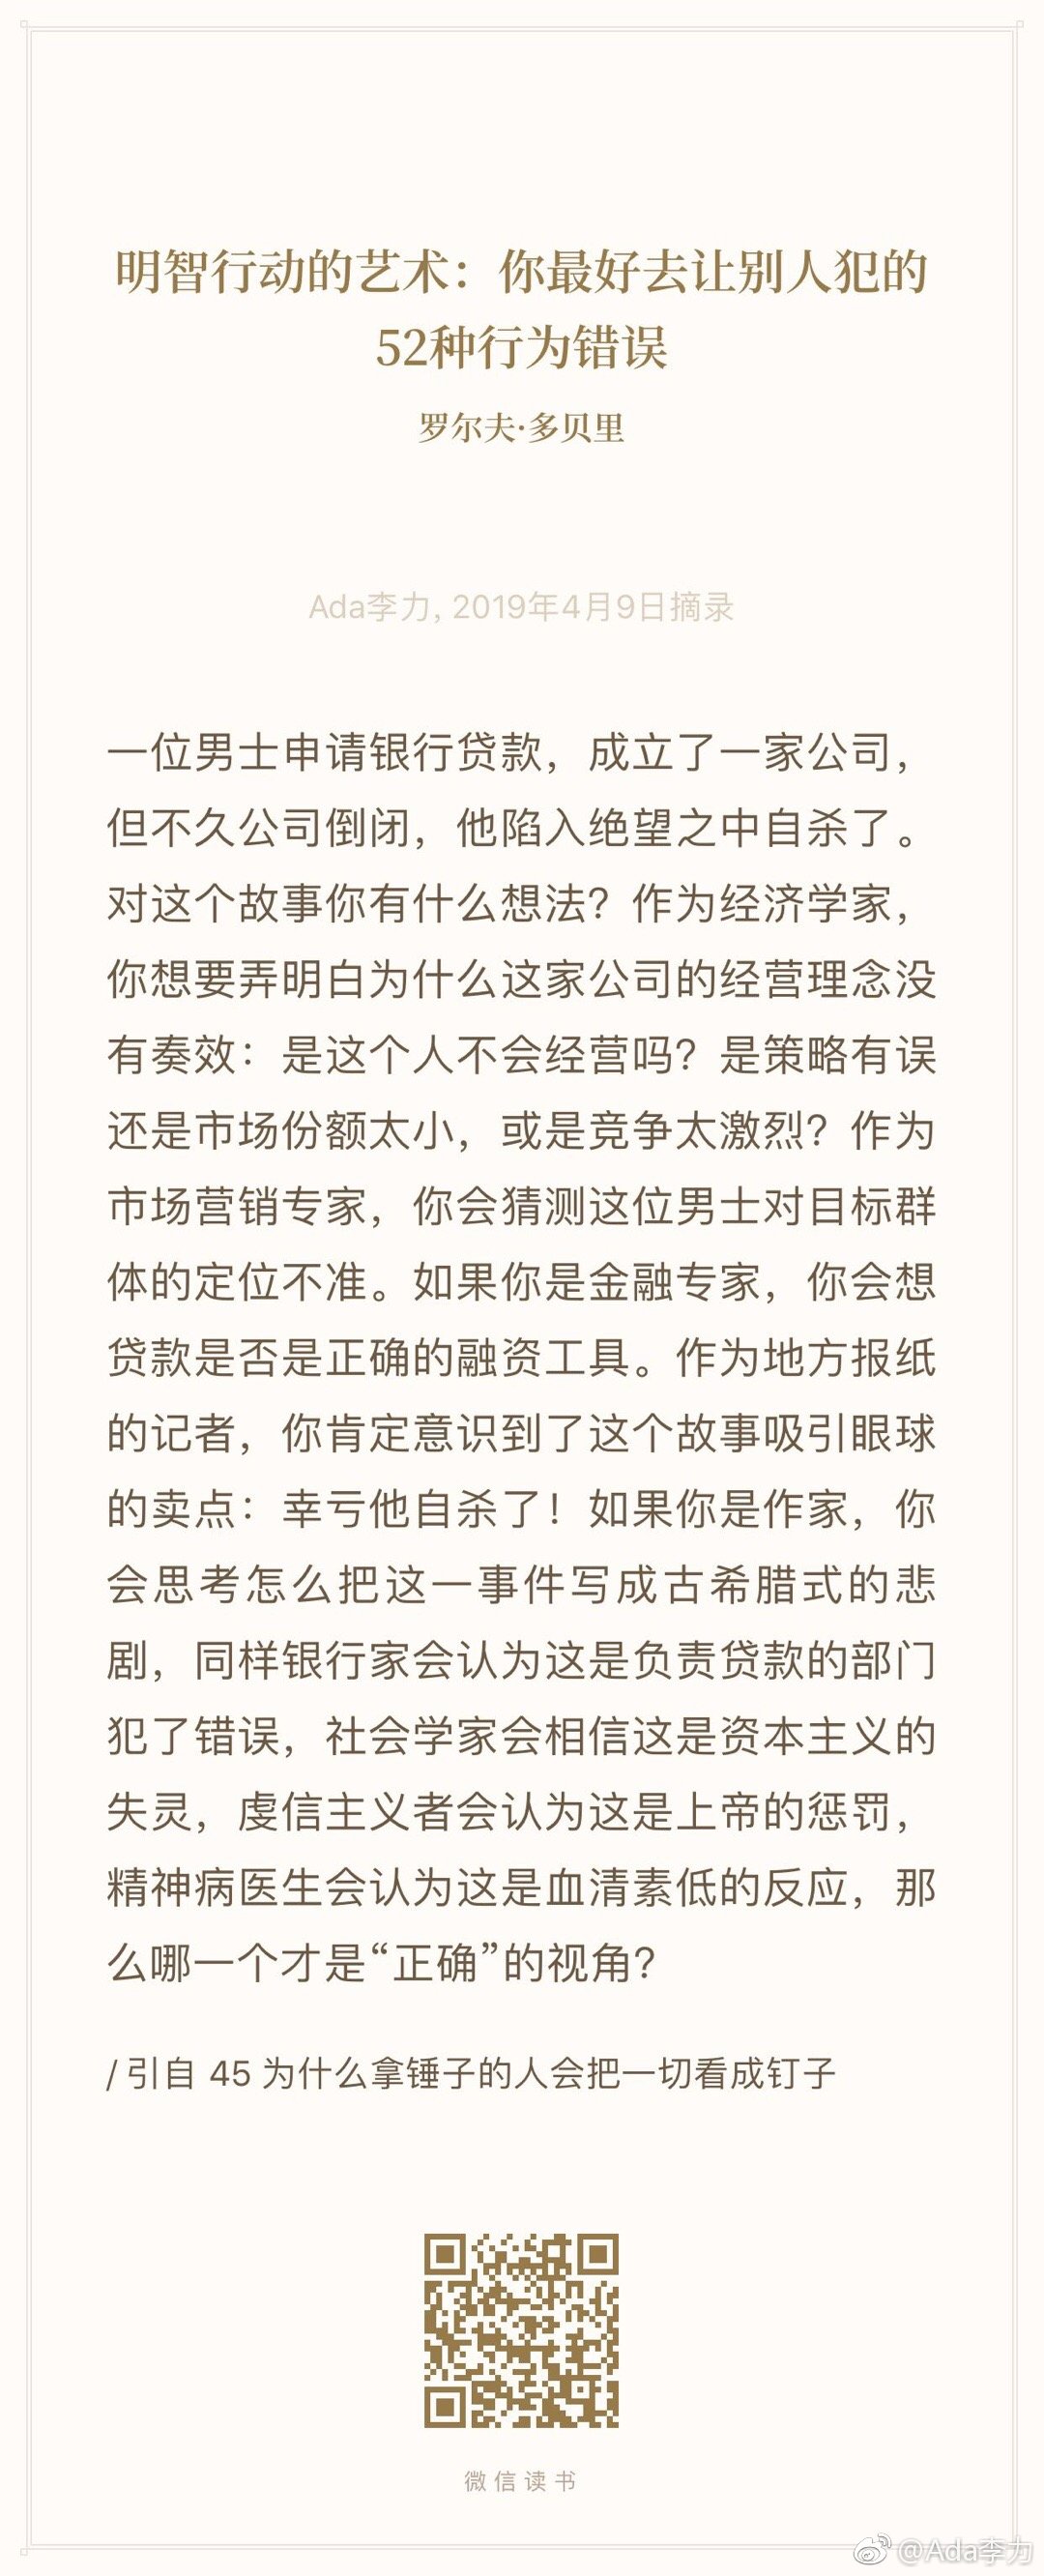 明智行动的艺术：你最好去让别人犯的
52种行为错误
罗尔夫·多贝里
Ada李力, 2019年4月9日摘录
一位男士申请银行贷款，成立了一家公司，
但不久公司倒闭，他陷入绝望之中自杀了。
对这个故事你有什么想法？作为经济学家，
你想要弄明白为什么这家公司的经营理念没
有奏效：是这个人不会经营吗？是策略有误
还是市场份额太小，或是竞争太激烈？作为
市场营销专家，你会猜测这位男士对目标群
体的定位不准。如果你是金融专家，你会想
贷款是否是正确的融资工具。作为地方报纸
的记者，你肯定意识到了这个故事吸引眼球
的卖点：幸亏他自杀了！如果你是作家，你
会思考怎么把这一事件写成古希腊式的悲
剧，同样银行家会认为这是负责贷款的部门
犯了错误，社会学家会相信这是资本主义的
失灵，虔信主义者会认为这是上帝的惩罚，
精神病医生会认为这是血清素低的反应，那
么哪一个才是“正确”的视角？
/ 引自 45 为什么拿锤子的人会把一切看成钉子
微信读书
@Ada李力